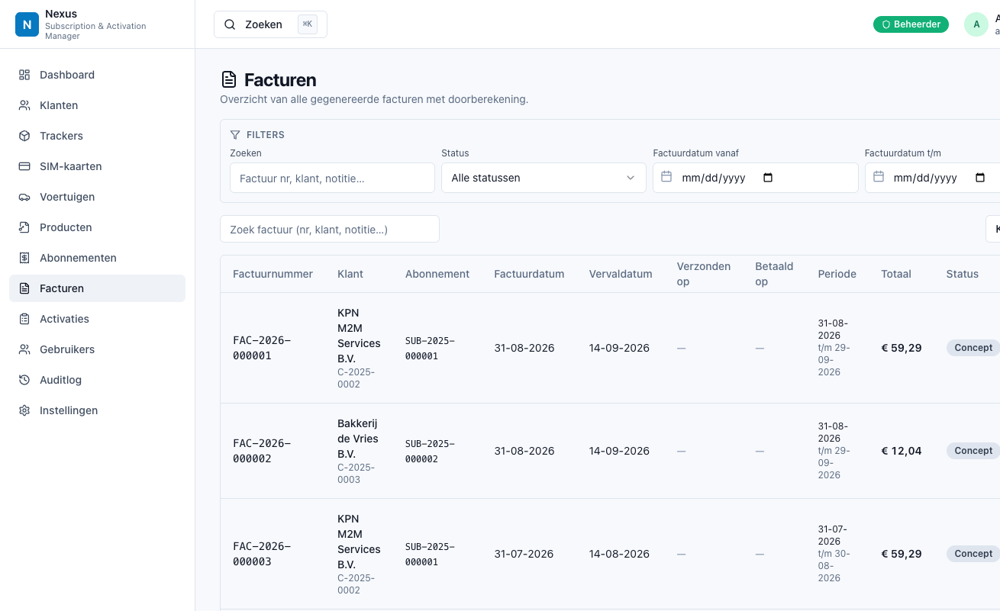 N
Nexus
Subscription & Activation
Manager
Zoeken
⌘K
Beheerder
A
Dashboard
Klanten
Trackers
SIM-kaarten
Voertuigen
Producten
Abonnementen
Facturen
Activaties
Gebruikers
Auditlog
Instellingen
Facturen
Overzicht van alle gegenereerde facturen met doorberekening.
FILTERS
Zoeken
Status
Factuurdatum vanaf
Factuurdatum t/m
Factuur nr, klant, notitie...
Alle statussen
mm/dd/yyyy
mm/dd/yyyy
Zoek factuur (nr, klant, notitie...)
Factuurnummer
Klant
Abonnement
Factuurdatum
Vervaldatum
Verzonden
op
Betaald
op
Periode
Totaal
Status
FAC-2026-
000001
KPN
M2M
Services
B.V.
C-2025-
0002
SUB-2025-
000001
31-08-2026
14-09-2026
—
—
31-08-
2026
t/m 29-
09-
2026
€ 59,29
Concept
FAC-2026-
000002
Bakkerij
de Vries
B.V.
C-2025-
0003
SUB-2025-
000002
31-08-2026
14-09-2026
—
—
31-08-
2026
t/m 29-
09-
2026
€ 12,04
Concept
FAC-2026-
000003
KPN
M2M
Services
B.V.
C-2025-
0002
SUB-2025-
000001
31-07-2026
14-08-2026
—
—
31-07-
2026
t/m 30-
08-
2026
€ 59,29
Concept